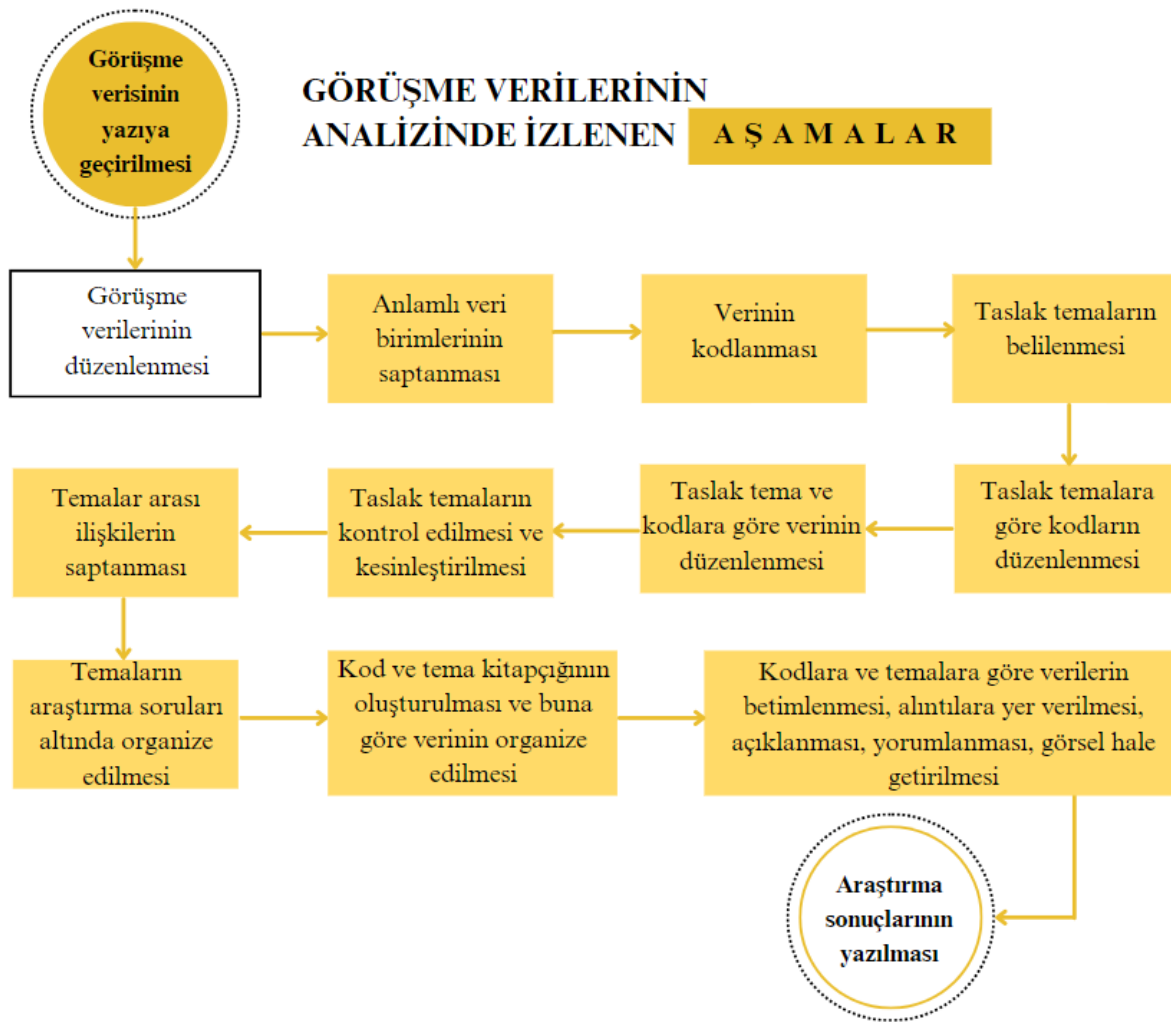 Görüşme
verisinin
yazıya
geçirilmesi
GÖRÜŞME VERİLERİNİN
ANALİZİNDE İZLENEN AŞAMALAR
Görüşme
verilerinin
düzenlenmesi
Anlamlı veri
birimlerinin
saptanması
Verinin
kodlanması
Taslak temaların
belilenmesi
Taslak temalara
göre kodların
düzenlenmesi
Taslak tema ve
kodlara göre verinin
düzenlenmesi
Taslak temaların
kontrol edilmesi ve
kesinleştirilmesi
Temalar arası
ilişkilerin
saptanması
Temaların
araştırma soruları
altında organize
edilmesi
Kod ve tema kitapçığının
oluşturulması ve buna
göre verinin organize
edilmesi
Kodlara ve temalara göre verilerin
betimlenmesi, alıntılara yer verilmesi,
açıklanması, yorumlanması, görsel hale
getirilmesi
Araştırma
sonuçlarının
yazılması